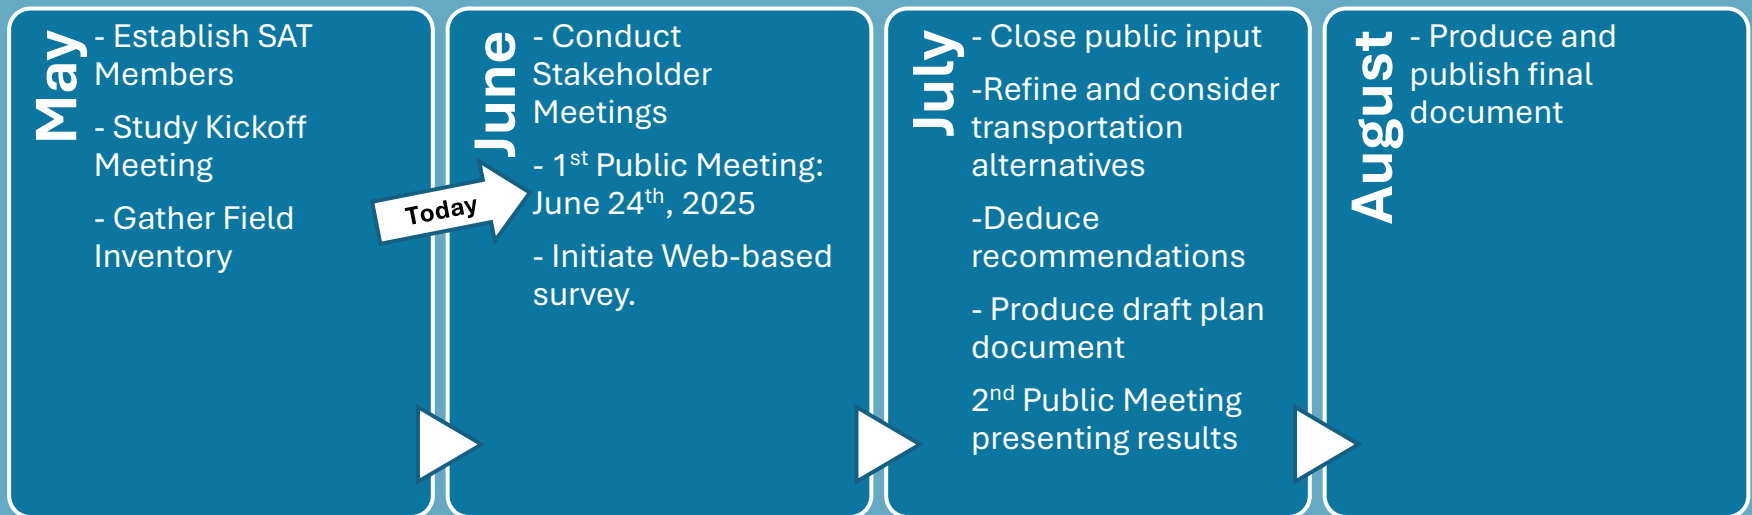 May
- Establish SAT
Members
- Study Kickoff
Meeting
- Gather Field
Inventory
Today
June
- Conduct
Stakeholder
Meetings
- 1st Public Meeting:
June 24th, 2025
- Initiate Web-based
survey.
July
- Close public input
-Refine and consider
transportation
alternatives
-Deduce
recommendations
- Produce draft plan
document
2nd Public Meeting
presenting results
August
- Produce and
publish final
document